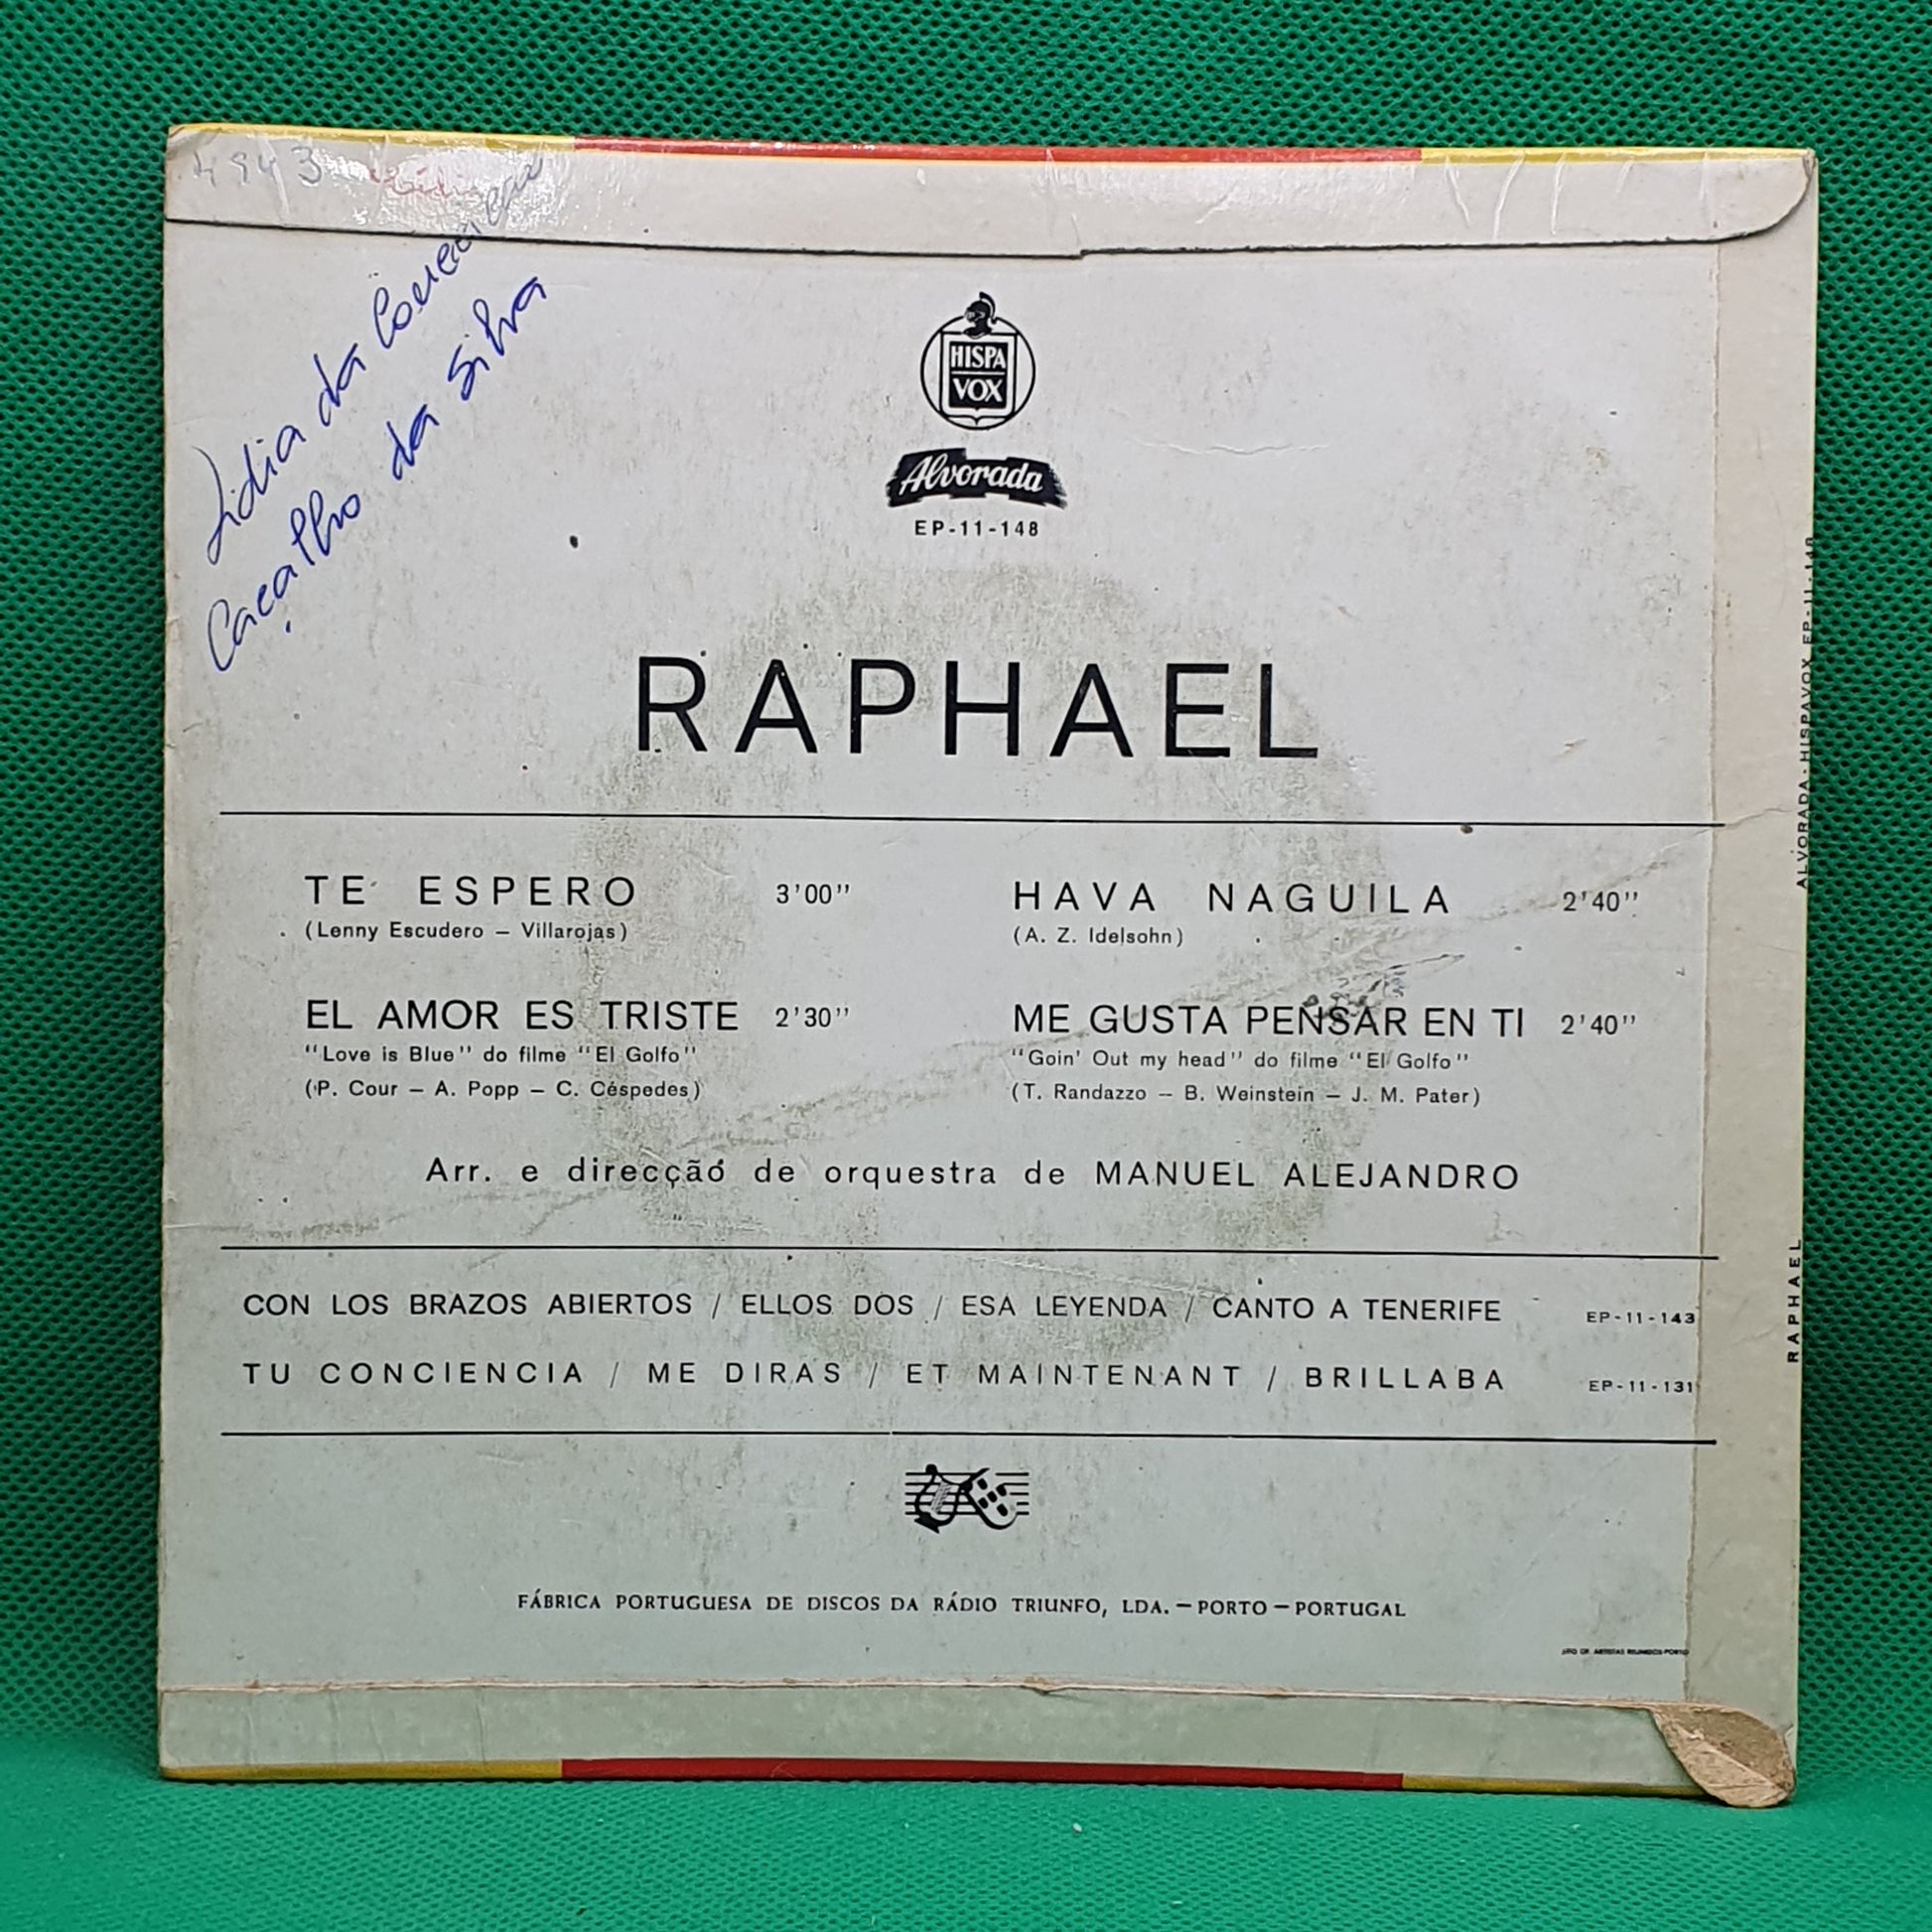 4943
Lidia da Conceição
Carvalho da Silva
HISPA
VOX
Alvorada
EP-11-148
RAPHAEL
TE ESPERO 3'00''
(Lenny Escudero — Villarojas)
EL AMOR ES TRISTE 2'30''
"Love is Blue" do filme "El Golfo"
(P. Cour — A. Popp — C. Céspedes)
HAVA NAGUILA 2'40''
(A. Z. Idelsohn)
ME GUSTA PENSAR EN TI 2'40''
"Goin' Out my head" do filme "El Golfo"
(T. Randazzo — B. Weinstein — J. M. Pater)
Arr. e direcção de orquestra de MANUEL ALEJANDRO
CON LOS BRAZOS ABIERTOS / ELLOS DOS / ESA LEYENDA / CANTO A TENERIFE EP-11-143
TU CONCIENCIA / ME DIRAS / ET MAINTENANT / BRILLABA EP-11-131
FÁBRICA PORTUGUESA DE DISCOS DA RÁDIO TRIUNFO, LDA. — PORTO — PORTUGAL
ALVORADA-HISPAVOX EP-11-148
RAPHAEL